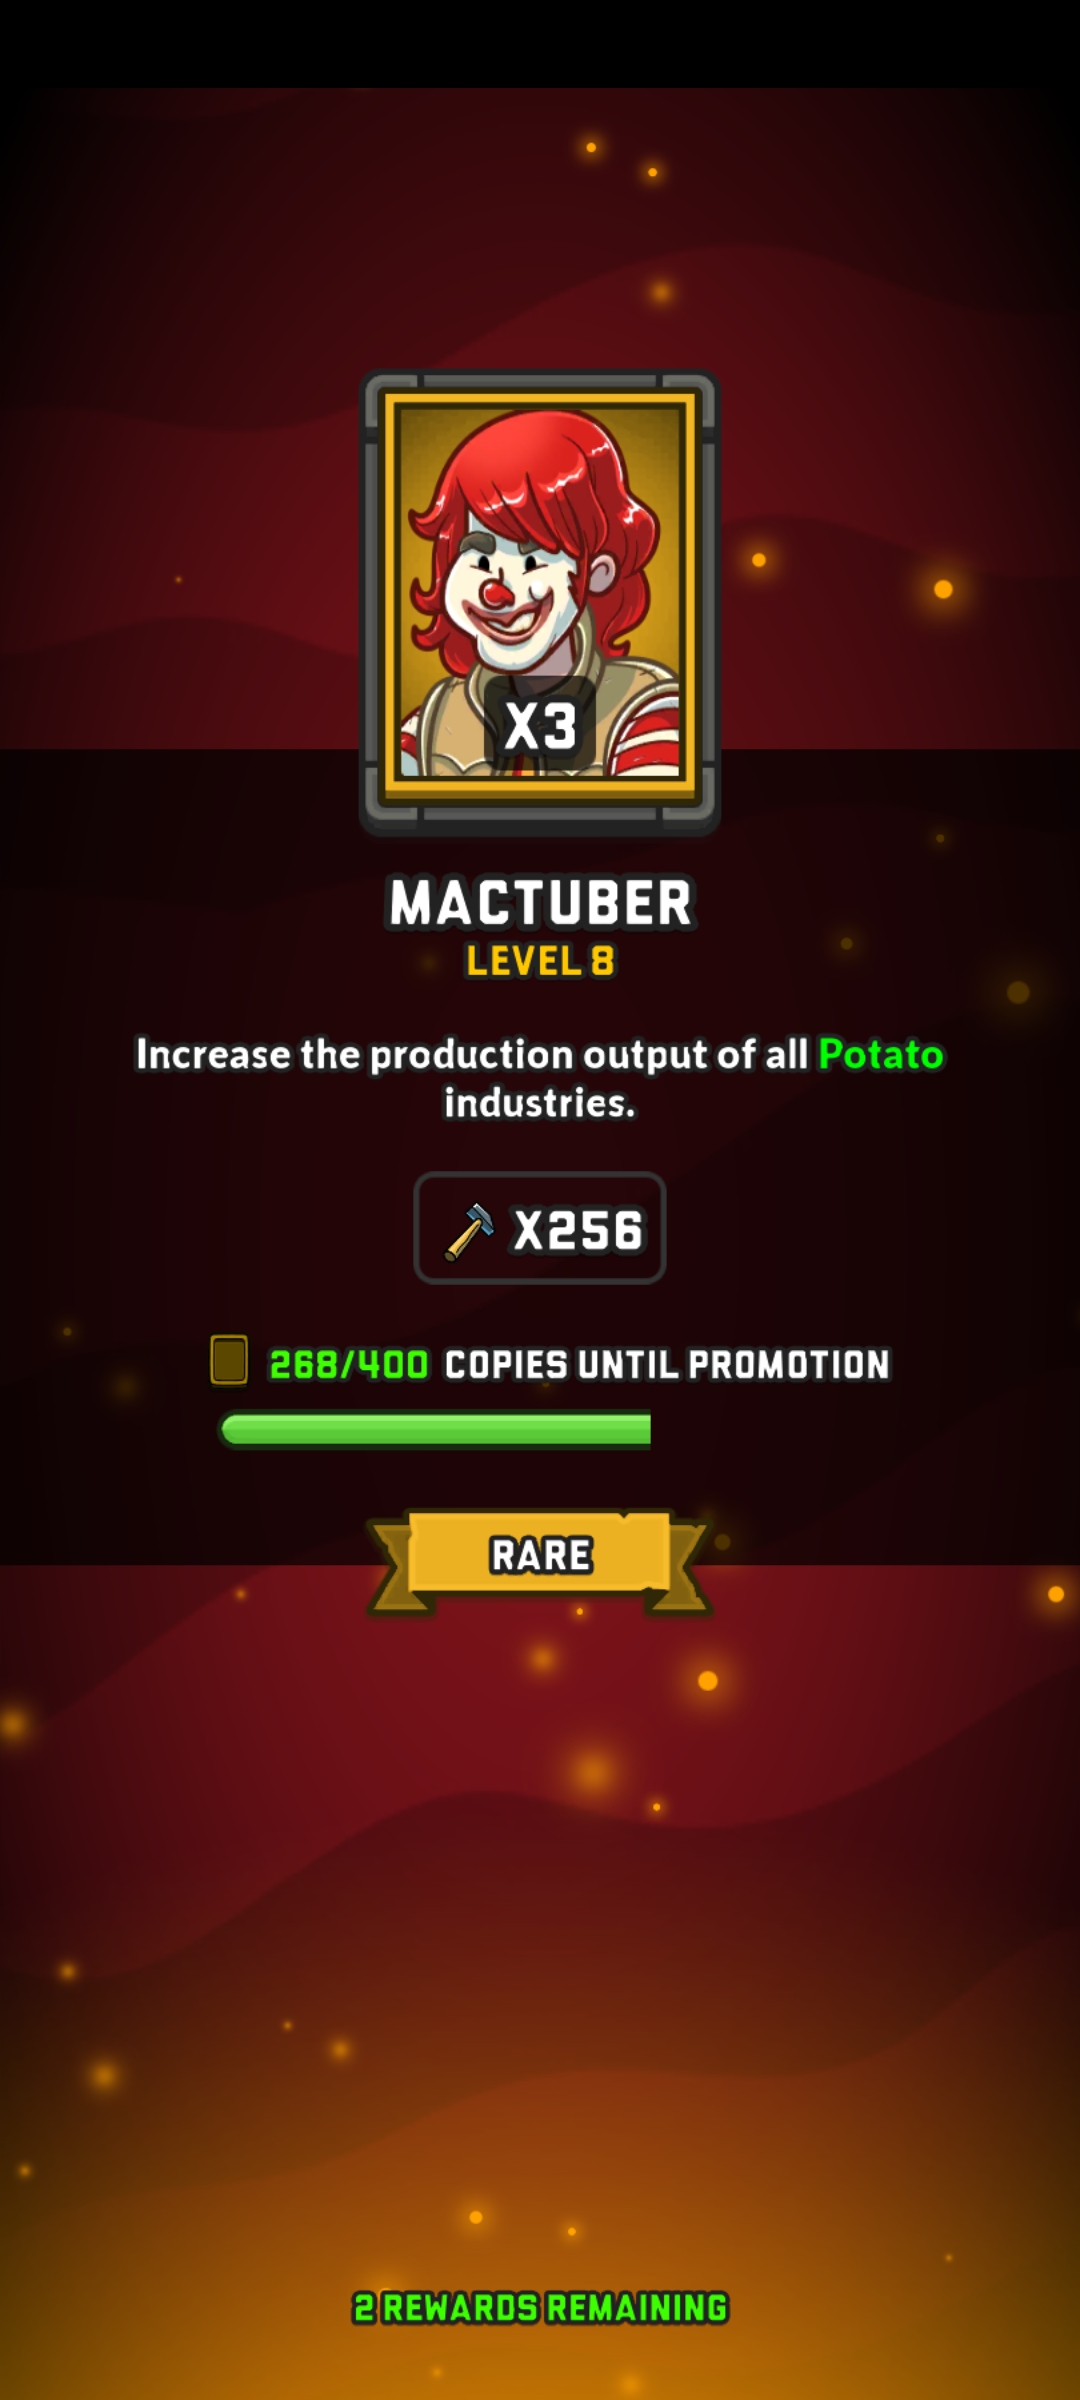 X3
MACTUBER
LEVEL 8
Increase the production output of all Potato
industries.
X256
268/400 COPIES UNTIL PROMOTION
RARE
2 REWARDS REMAINING